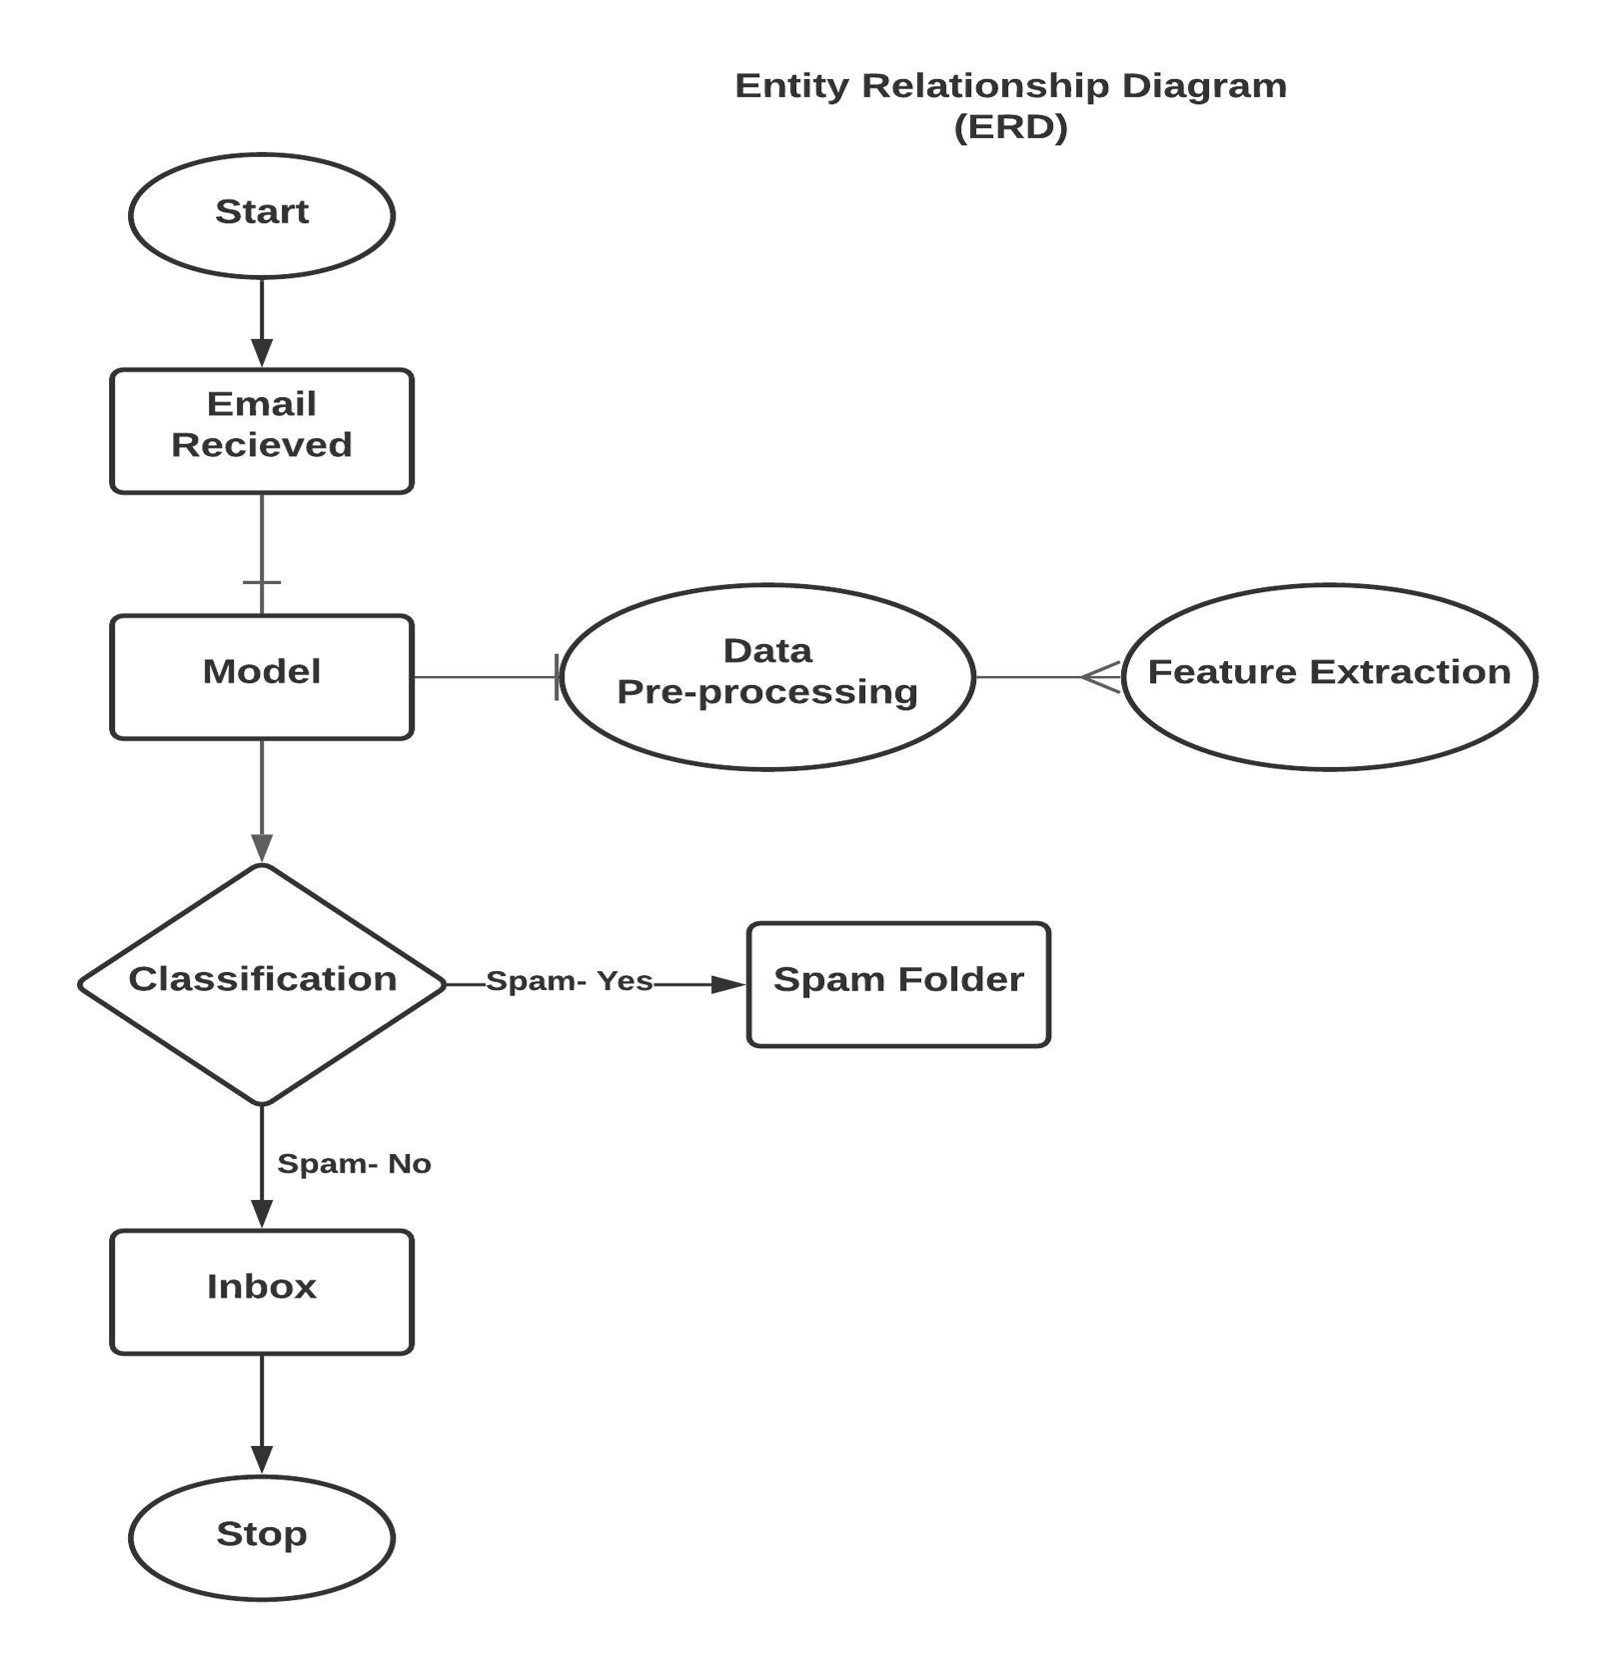 Entity Relationship Diagram
(ERD)
Start
Email
Recieved
Model
Data
Pre-processing
Feature Extraction
Classification
Spam- Yes
Spam Folder
Spam- No
Inbox
Stop